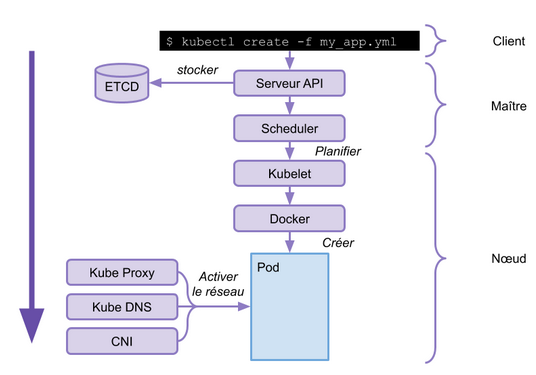 $ kubectl create -f my_app.yml
Client
stocker
ETCD
Serveur API
Maître
Scheduler
Planifier
Kubelet
Docker
Créer
Nœud
Pod
Kube Proxy
Activer
le réseau
Kube DNS
CNI